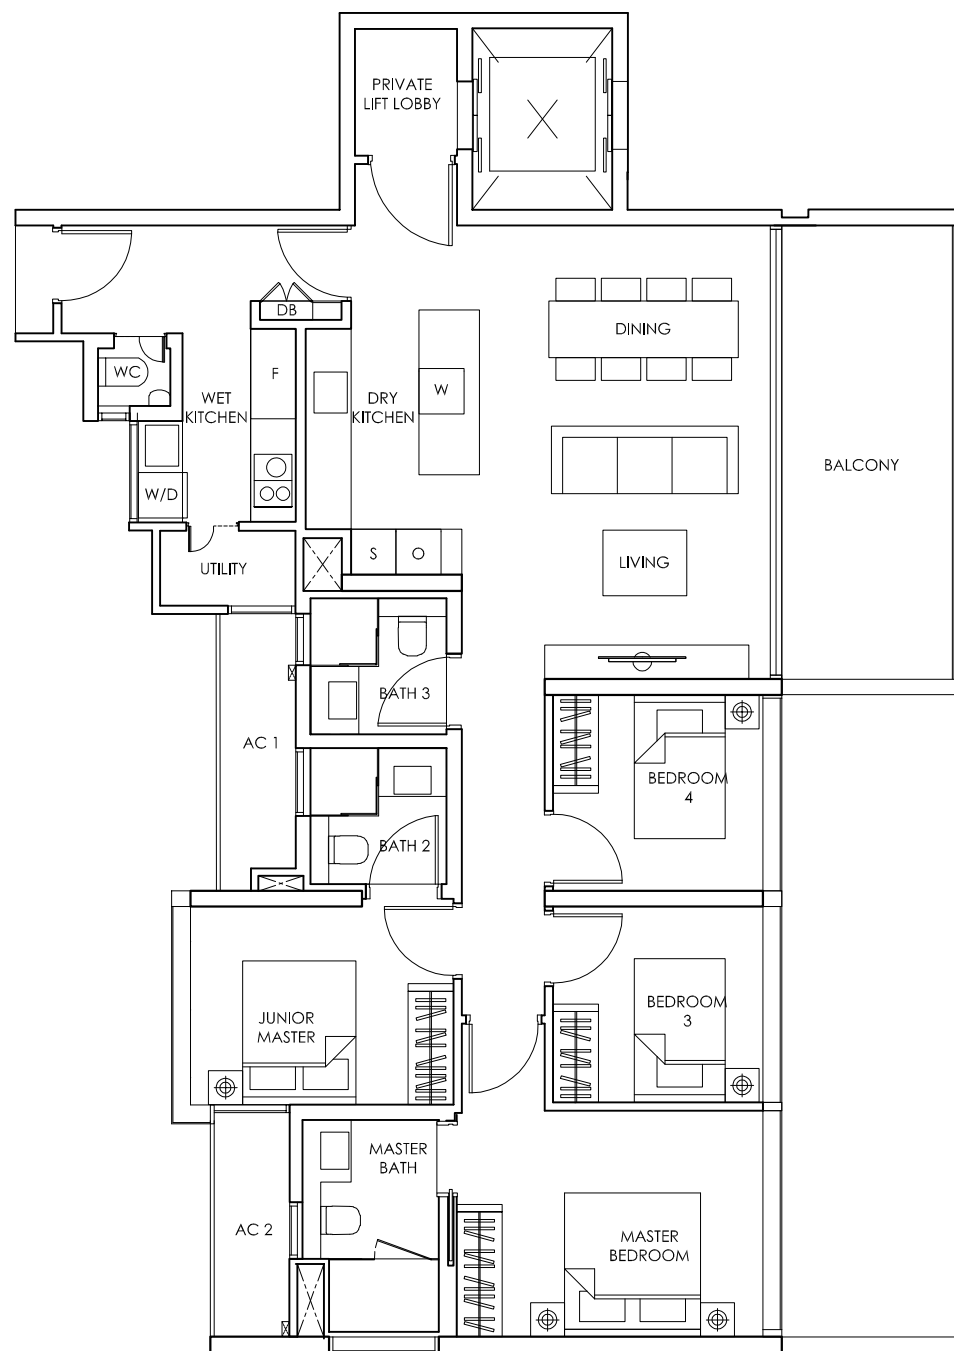 PRIVATE
LIFT LOBBY
DB
DINING
WC
F
WET
KITCHEN
DRY
KITCHEN
W
BALCONY
W/D
S
O
LIVING
UTILITY
BATH 3
AC 1
BEDROOM
4
BATH 2
JUNIOR
MASTER
BEDROOM
3
MASTER
BATH
AC 2
MASTER
BEDROOM